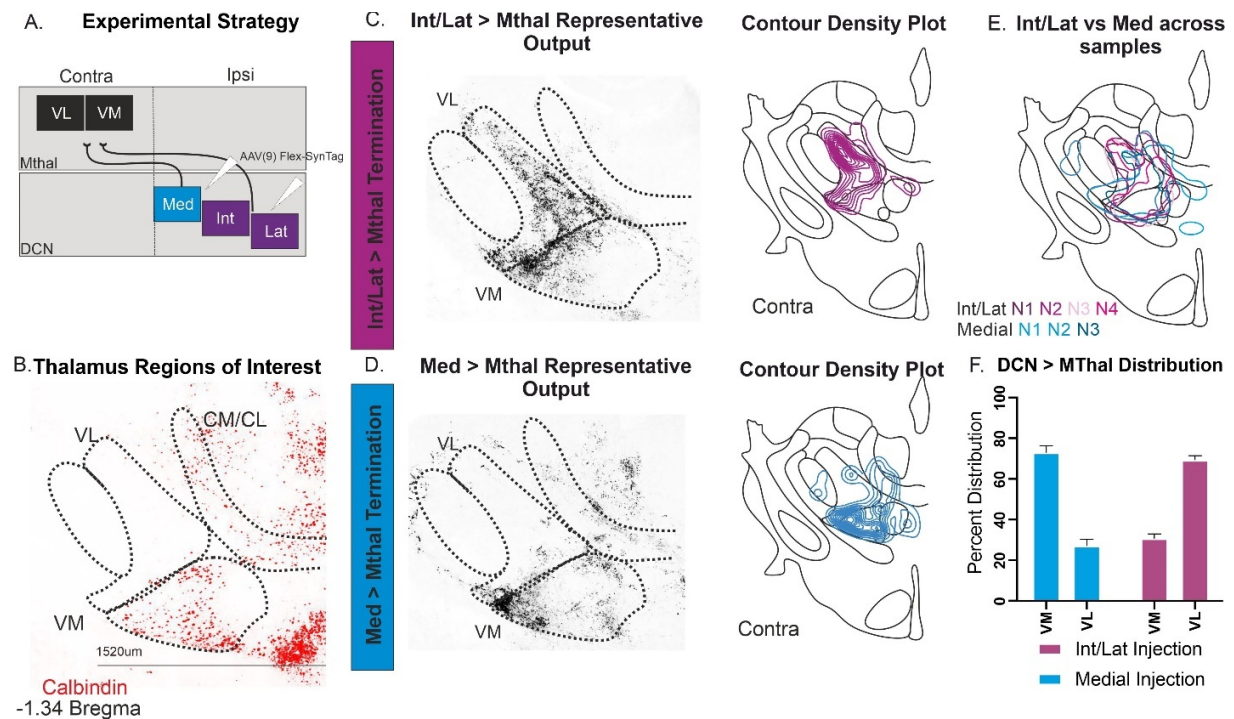 A. Experimental Strategy
Contra Ipsi
VL VM
AAV(9) Flex-SynTag
Mthal
Med
Int
Lat
DCN
B. Thalamus Regions of Interest
CM/CL
VL
VM
1520um
Calbindin
-1.34 Bregma
C. Int/Lat > Mthal Representative
Output
Int/Lat > Mthal Termination
VL
VM
Contour Density Plot
Contra
D. Med > Mthal Representative
Output
Med > Mthal Termination
VL
VM
Contour Density Plot
Contra
E. Int/Lat vs Med across
samples
Int/Lat N1 N2 N3 N4
Medial N1 N2 N3
F. DCN > MThal Distribution
Percent Distribution
100
80
60
40
20
0
VM VL VM VL
Int/Lat Injection
Medial Injection